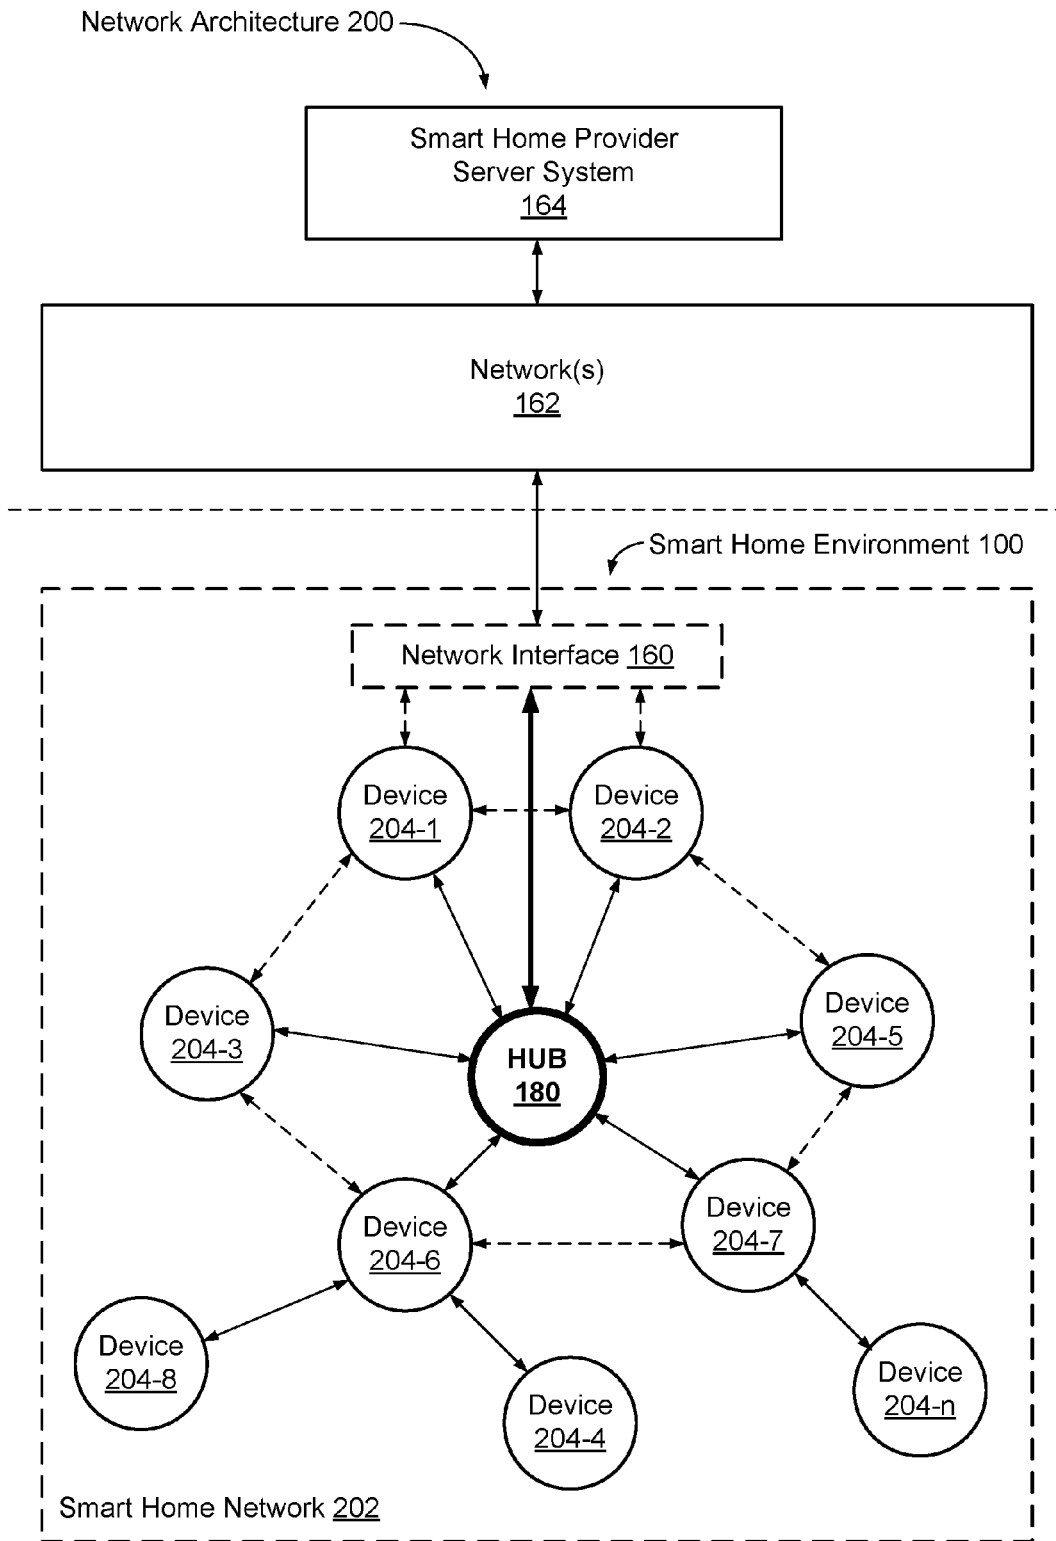 Network Architecture 200
Smart Home Provider
Server System
164
Network(s)
162
Smart Home Environment 100
Network Interface 160
Device
204-1
Device
204-2
Device
204-3
Device
204-5
HUB
180
Device
204-6
Device
204-7
Device
204-8
Device
204-4
Device
204-n
Smart Home Network 202